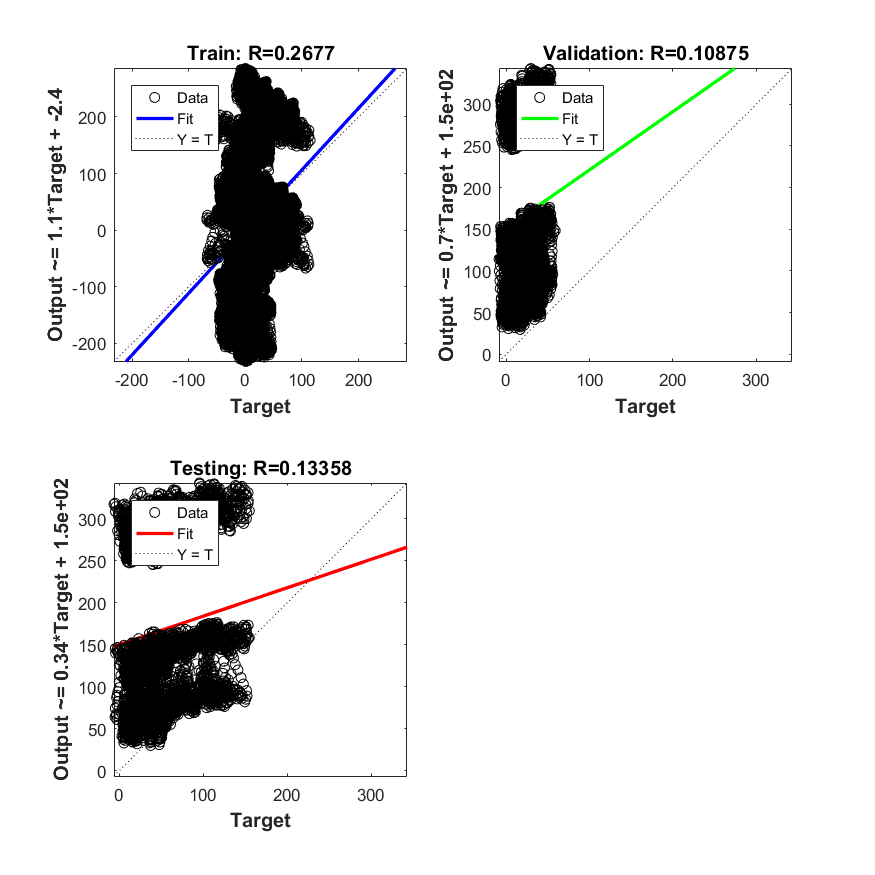 Train: R=0.2677
Output ~= 1.1*Target + -2.4
Data
Fit
Y = T
200
100
0
-100
-200
-200
-100
0
100
200
Target
Validation: R=0.10875
Output ~= 0.7*Target + 1.5e+02
Data
Fit
Y = T
300
250
200
150
100
50
0
0
100
200
300
Target
Testing: R=0.13358
Output ~= 0.34*Target + 1.5e+02
Data
Fit
Y = T
300
250
200
150
100
50
0
0
100
200
300
Target